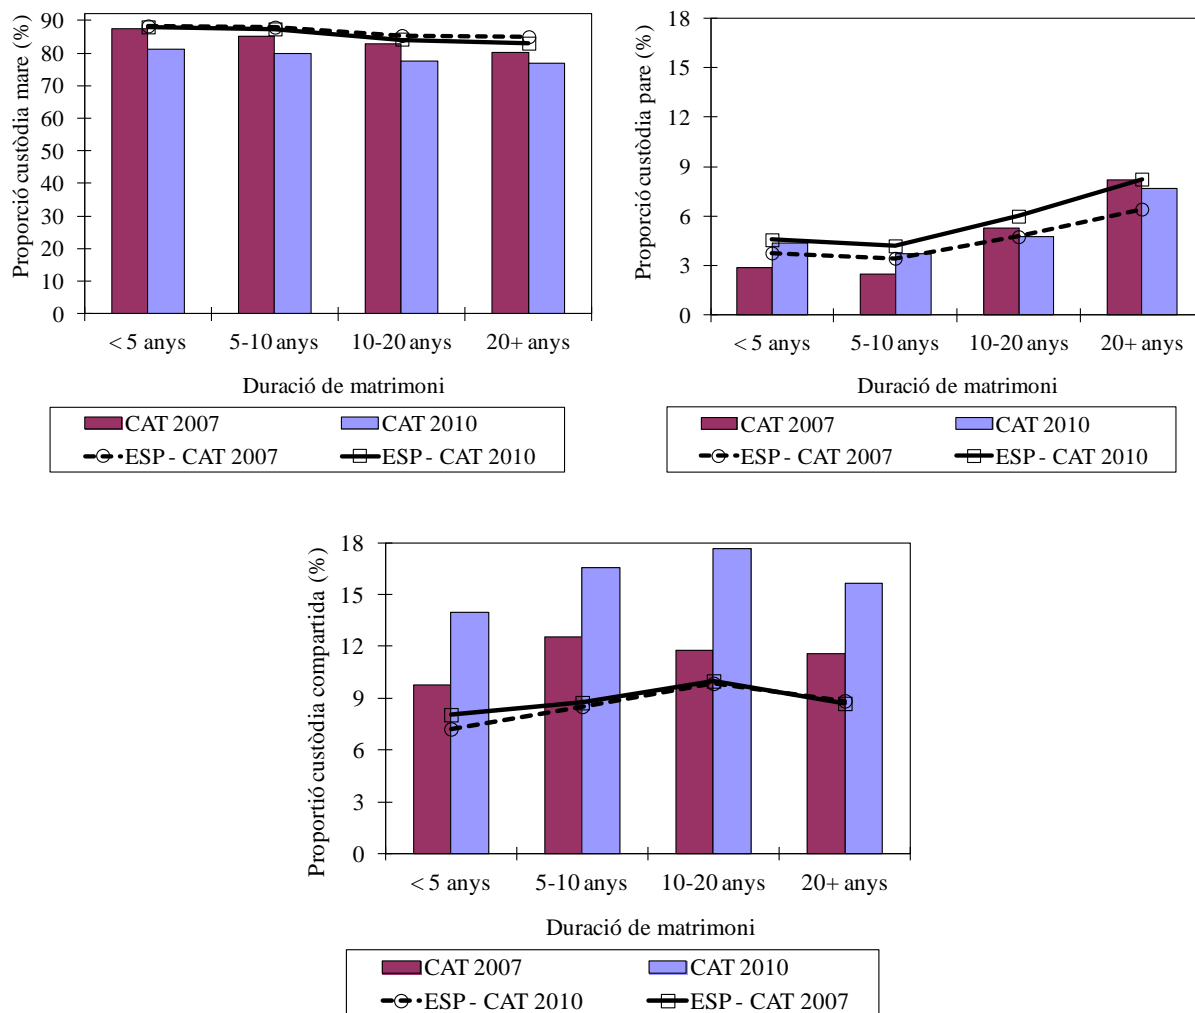 Proporció custòdia mare (%)
90
80
70
60
50
40
30
20
10
0
< 5 anys 5-10 anys 10-20 anys 20+ anys
Duració de matrimoni
CAT 2007 CAT 2010
ESP - CAT 2007 ESP - CAT 2010
Proporció custòdia pare (%)
18
15
12
9
6
3
0
< 5 anys 5-10 anys 10-20 anys 20+ anys
Duració de matrimoni
CAT 2007 CAT 2010
ESP - CAT 2007 ESP - CAT 2010
Proportió custòdia compartida (%)
18
15
12
9
6
3
0
< 5 anys 5-10 anys 10-20 anys 20+ anys
Duració de matrimoni
CAT 2007 CAT 2010
ESP - CAT 2010 ESP - CAT 2007